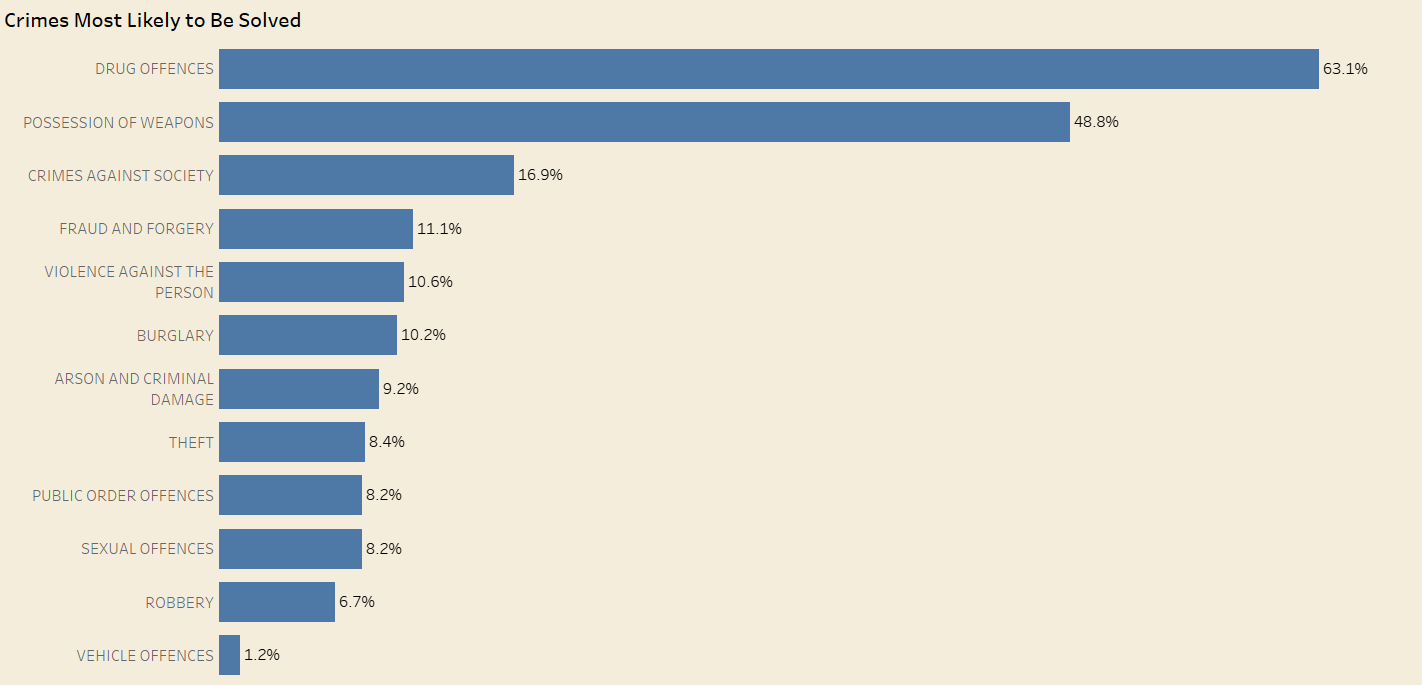 Crimes Most Likely to Be Solved
DRUG OFFENCES 63.1%
POSSESSION OF WEAPONS 48.8%
CRIMES AGAINST SOCIETY 16.9%
FRAUD AND FORGERY 11.1%
VIOLENCE AGAINST THE
PERSON 10.6%
BURGLARY 10.2%
ARSON AND CRIMINAL
DAMAGE 9.2%
THEFT 8.4%
PUBLIC ORDER OFFENCES 8.2%
SEXUAL OFFENCES 8.2%
ROBBERY 6.7%
VEHICLE OFFENCES 1.2%